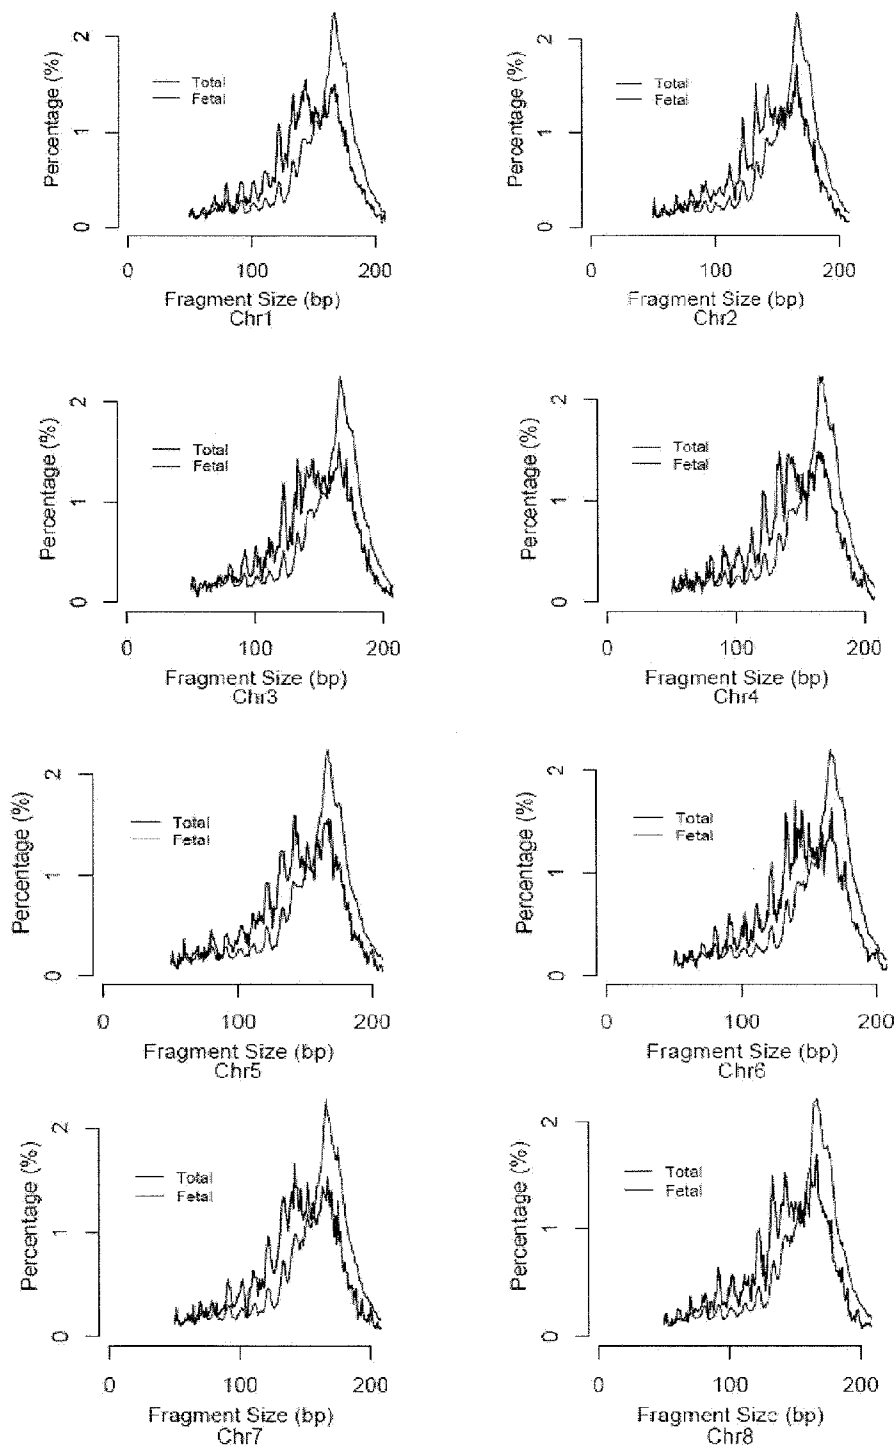 Percentage (%)
2
1
0
Total
Fetal
0 100 200
Fragment Size (bp)
Chr1
Percentage (%)
2
1
0
Total
Fetal
0 100 200
Fragment Size (bp)
Chr2
Percentage (%)
2
1
0
Total
Fetal
0 100 200
Fragment Size (bp)
Chr3
Percentage (%)
2
1
0
Total
Fetal
0 100 200
Fragment Size (bp)
Chr4
Percentage (%)
2
1
0
Total
Fetal
0 100 200
Fragment Size (bp)
Chr5
Percentage (%)
2
1
0
Total
Fetal
0 100 200
Fragment Size (bp)
Chr6
Percentage (%)
2
1
0
Total
Fetal
0 100 200
Fragment Size (bp)
Chr7
Percentage (%)
2
1
0
Total
Fetal
0 100 200
Fragment Size (bp)
Chr8